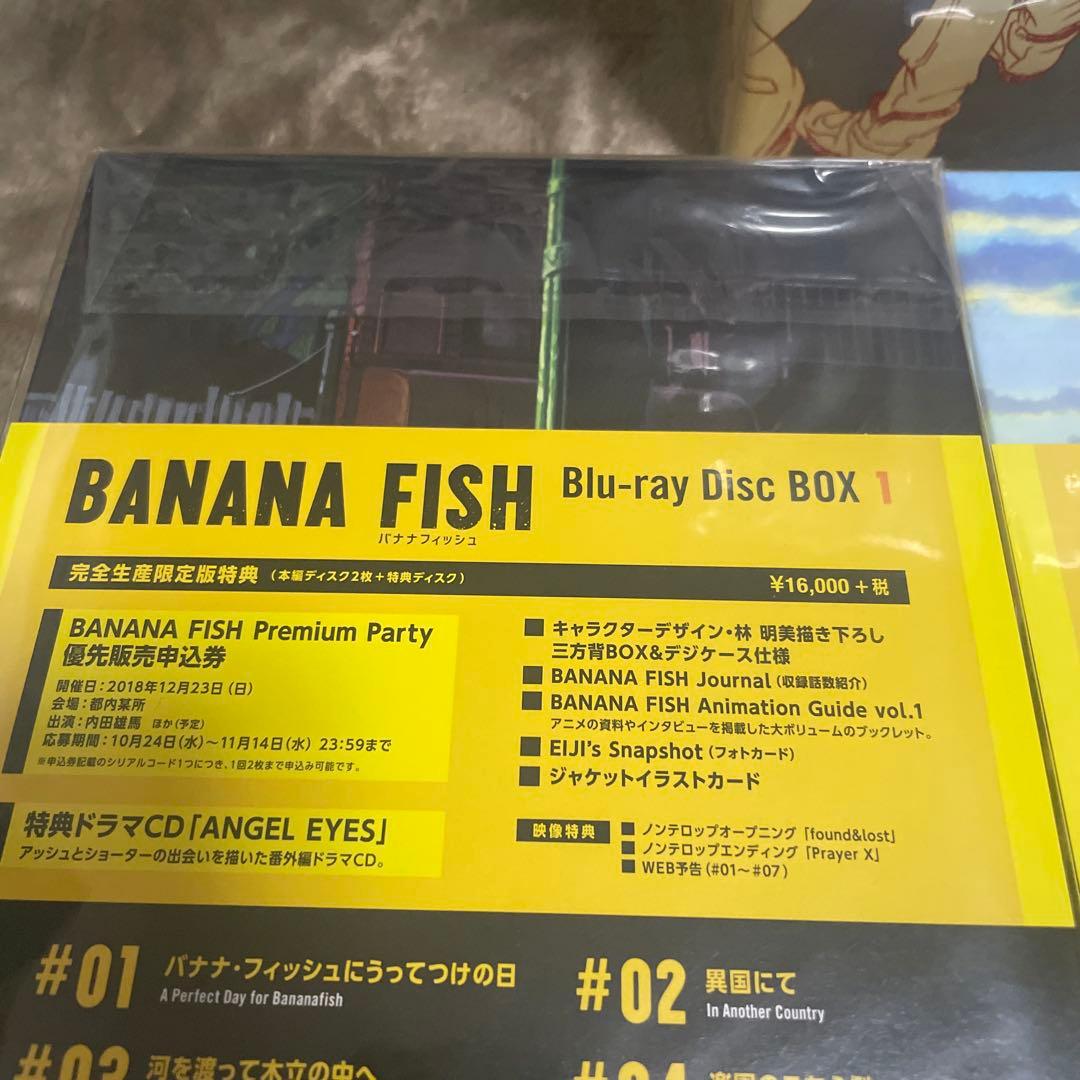 BANANA FISH
バナナフィッシュ
Blu-ray Disc BOX 1
完全生産限定版特典 (本編ディスク2枚+特典ディスク)
¥16,000+税
BANANA FISH Premium Party
優先販売申込券
開催日:2018年12月23日(日)
会場:都内某所
出演:内田雄馬 ほか(予定)
応募期間:10月24日(水)〜11月14日(水) 23:59まで
※申込券記載のシリアルコード1つにつき、1回2枚まで申込み可能です。
特典ドラマCD「ANGEL EYES」
アッシュとショーターの出会いを描いた番外編ドラマCD。
■ キャラクターデザイン・林 明美描き下ろし
三方背BOX&デジケース仕様
■ BANANA FISH Journal (収録話数紹介)
■ BANANA FISH Animation Guide vol.1
アニメの資料やインタビューを掲載した大ボリュームのブックレット。
■ EIJI's Snapshot (フォトカード)
■ ジャケットイラストカード
映像特典
■ ノンテロップオープニング「found&lost」
■ ノンテロップエンディング「Prayer X」
■ WEB予告(#01〜#07)
#01 バナナ・フィッシュにうってつけの日
A Perfect Day for Bananafish
#02 異国にて
In Another Country
#03 河を渡って木立の中へ
#04